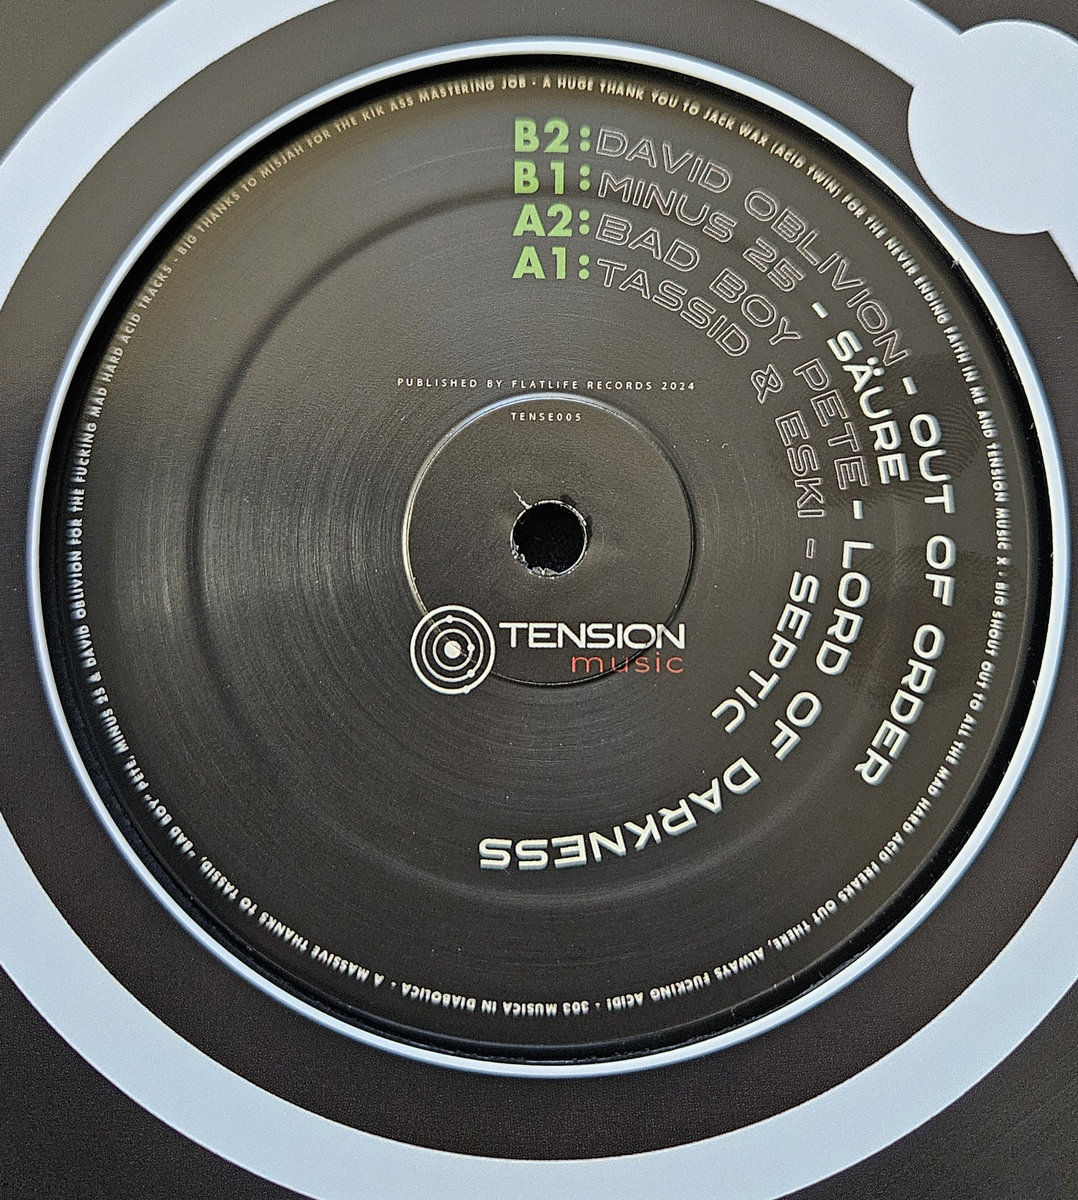 BIG THANKS TO MISJAH FOR THE KIK ASS MASTERING JOB - A HUGE THANK YOU TO JACK WAX (ACID TWIN) FOR THE NEVER ENDING FAITH IN ME AND TENSION MUSIC X - BIG SHOUT OUT TO ALL THE MAD HARD ACID FREAKS OUT THERE, ALWAYS FUCKING ACID! - 303 MUSICA IN DIABOLICA - A MASSIVE THANKS TO TASSID, "BAD BOY" PETE, MINUS 25 & DAVID OBLIVION FOR THE FUCKING MAD HARD ACID TRACKS -
B2: DAVID OBLIVION - OUT OF ORDER
B1: MINUS 25 - SÄURE
A2: BAD BOY PETE - LORD OF DARKNESS
A1: TASSID & ESKI - SEPTIC
PUBLISHED BY FLATLIFE RECORDS 2024
TENSE005
TENSION
music